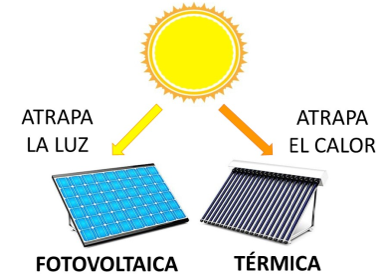 ATRAPA
LA LUZ
ATRAPA
EL CALOR
FOTOVOLTAICA
TÉRMICA